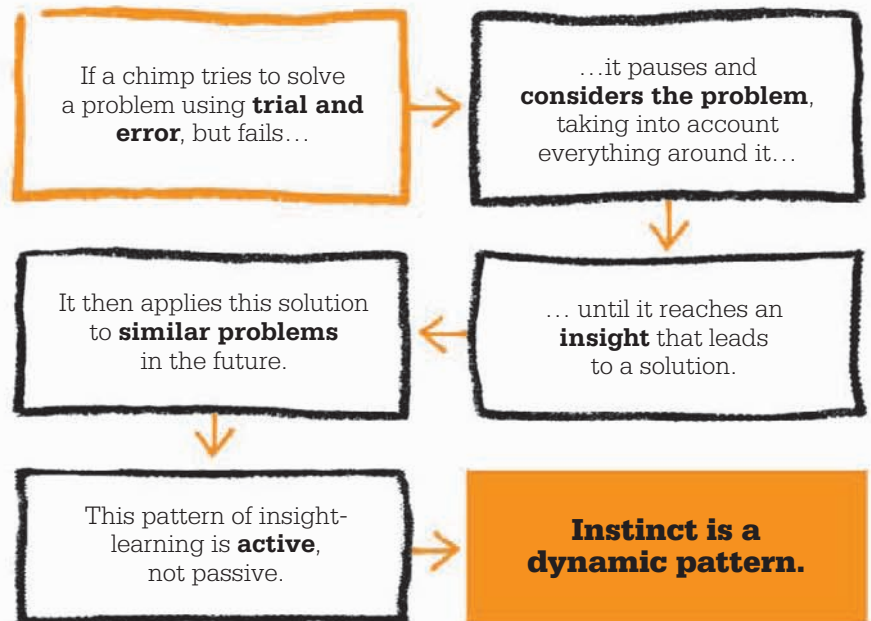 If a chimp tries to solve
a problem using trial and
error, but fails…
…it pauses and
considers the problem,
taking into account
everything around it…
… until it reaches an
insight that leads
to a solution.
It then applies this solution
to similar problems
in the future.
This pattern of insight-
learning is active,
not passive.
Instinct is a
dynamic pattern.